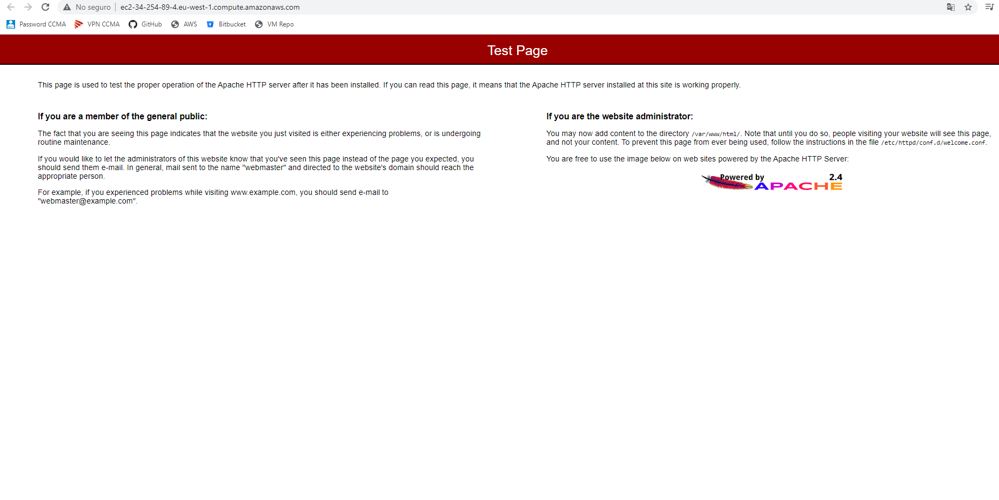 No seguro | ec2-34-254-89-4.eu-west-1.compute.amazonaws.com
Password CCMA VPN CCMA GitHub AWS Bitbucket VM Repo
Test Page
This page is used to test the proper operation of the Apache HTTP server after it has been installed. If you can read this page, it means that the Apache HTTP server installed at this site is working properly.
If you are a member of the general public:
The fact that you are seeing this page indicates that the website you just visited is either experiencing problems, or is undergoing
routine maintenance.
If you would like to let the administrators of this website know that you've seen this page instead of the page you expected, you
should send them e-mail. In general, mail sent to the name "webmaster" and directed to the website's domain should reach the
appropriate person.
For example, if you experienced problems while visiting www.example.com, you should send e-mail to
"webmaster@example.com".
If you are the website administrator:
You may now add content to the directory /var/www/html/. Note that until you do so, people visiting your website will see this page,
and not your content. To prevent this page from ever being used, follow the instructions in the file /etc/httpd/conf.d/welcome.conf.
You are free to use the image below on web sites powered by the Apache HTTP Server:
Powered by 2.4
APACHE